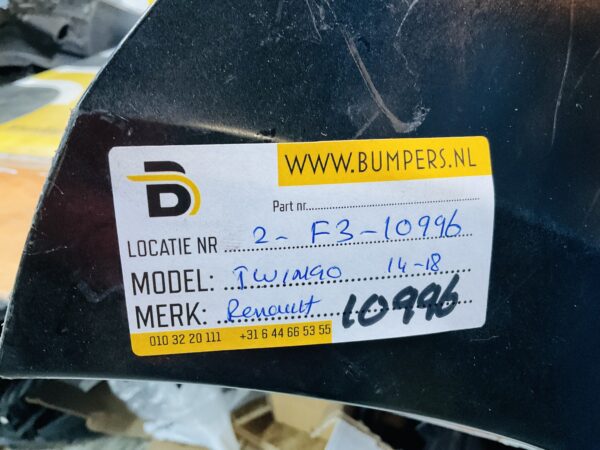 WWW.BUMPERS.NL
Part nr
LOCATIE NR 2- F3-10996
MODEL: TWINGO 14-18
MERK: Renault 10996
010 32 20 111 +31 6 44 66 53 55